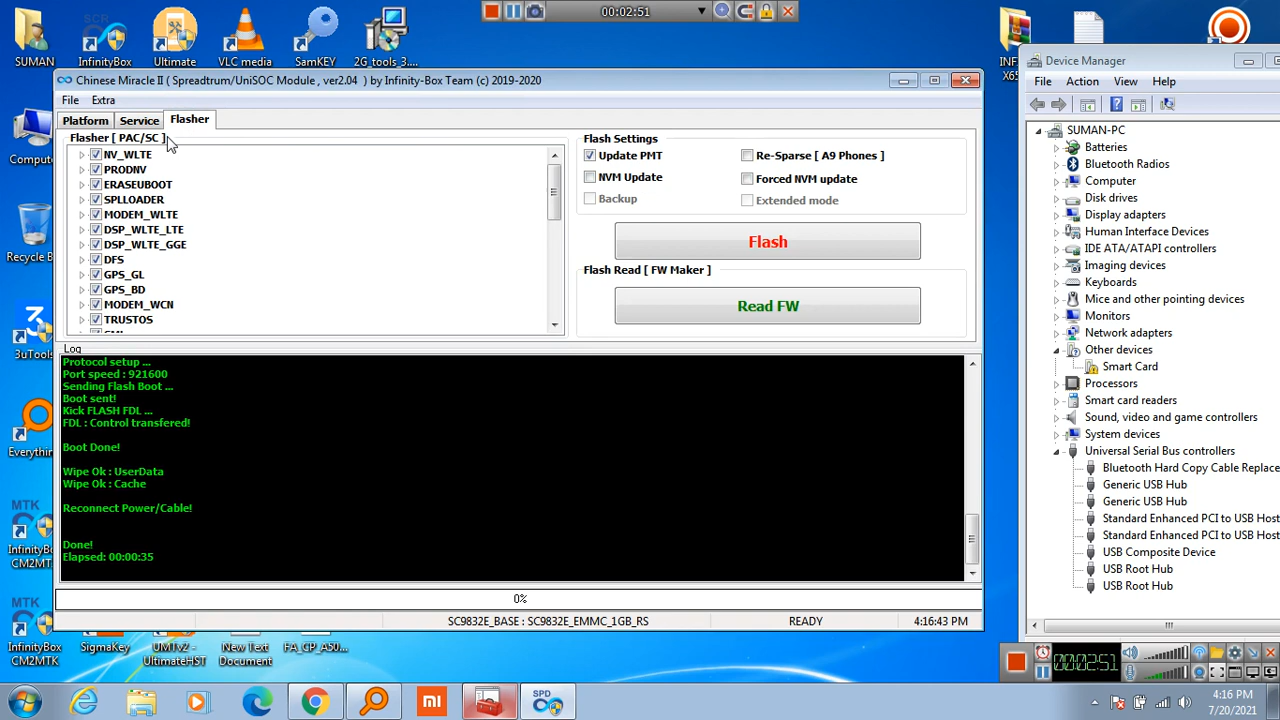 00:02:51
SUMAN
InfinityBox
Ultimate
VLC media
SamKEY
2G_tools_3....
Comput
Recycle B
3uTools
Everythin
MTK
InfinityBo
CM2MT
MTK
InfinityBox
CM2MTK
SigmaKey
UMTv2 -
UltimateHST
New Text
Document
FA_CP_A50...
Chinese Miracle II ( Spreadtrum/UniSOC Module ver2.04 ) by Infinity-Box Team (c) 2019-2020
File Extra
Platform Service Flasher
Flasher [ PAC/SC ]
NV_WLTE
PRODNV
ERASEUBOOT
SPLLOADER
MODEM_WLTE
DSP_WLTE_LTE
DSP_WLTE_GGE
DFS
GPS_GL
GPS_BD
MODEM_WCN
TRUSTOS
Flash Settings
Update PMT
Re-Sparse [ A9 Phones ]
NVM Update
Forced NVM update
Backup
Extended mode
Flash
Flash Read [ FW Maker ]
Read FW
Log
Protocol setup ...
Port speed : 921600
Sending Flash Boot ...
Boot sent!
Kick FLASH FDL ...
FDL : Control transfered!
Boot Done!
Wipe Ok : UserData
Wipe Ok : Cache
Reconnect Power/Cable!
Done!
Elapsed: 00:00:35
0%
SC9832E_BASE : SC9832E_EMMC_1GB_RS
READY
4:16:43 PM
INF
X65
Device Manager
File Action View Help
SUMAN-PC
Batteries
Bluetooth Radios
Computer
Disk drives
Display adapters
Human Interface Devices
IDE ATA/ATAPI controllers
Imaging devices
Keyboards
Mice and other pointing devices
Monitors
Network adapters
Other devices
Smart Card
Processors
Smart card readers
Sound, video and game controllers
System devices
Universal Serial Bus controllers
Bluetooth Hard Copy Cable Replace
Generic USB Hub
Generic USB Hub
Standard Enhanced PCI to USB Host
Standard Enhanced PCI to USB Host
USB Composite Device
USB Root Hub
USB Root Hub
00:02:51
SPD
4:16 PM
7/20/2021